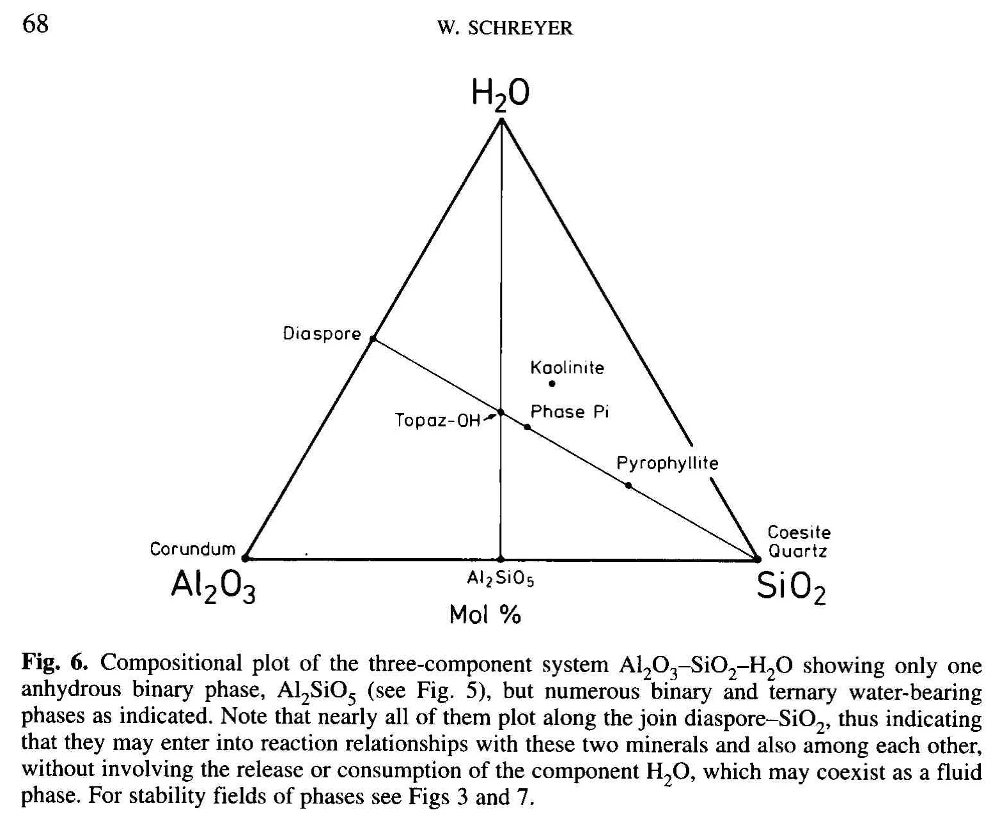 68
W. SCHREYER
H₂O
Diaspore
Kaolinite
Phase Pi
Topaz-OH
Pyrophyllite
Coesite
Quartz
Corundum
Al₂O₃
Al₂SiO₅
SiO₂
Mol %
Fig. 6. Compositional plot of the three-component system Al₂O₃–SiO₂–H₂O showing only one
anhydrous binary phase, Al₂SiO₅ (see Fig. 5), but numerous binary and ternary water-bearing
phases as indicated. Note that nearly all of them plot along the join diaspore–SiO₂, thus indicating
that they may enter into reaction relationships with these two minerals and also among each other,
without involving the release or consumption of the component H₂O, which may coexist as a fluid
phase. For stability fields of phases see Figs 3 and 7.